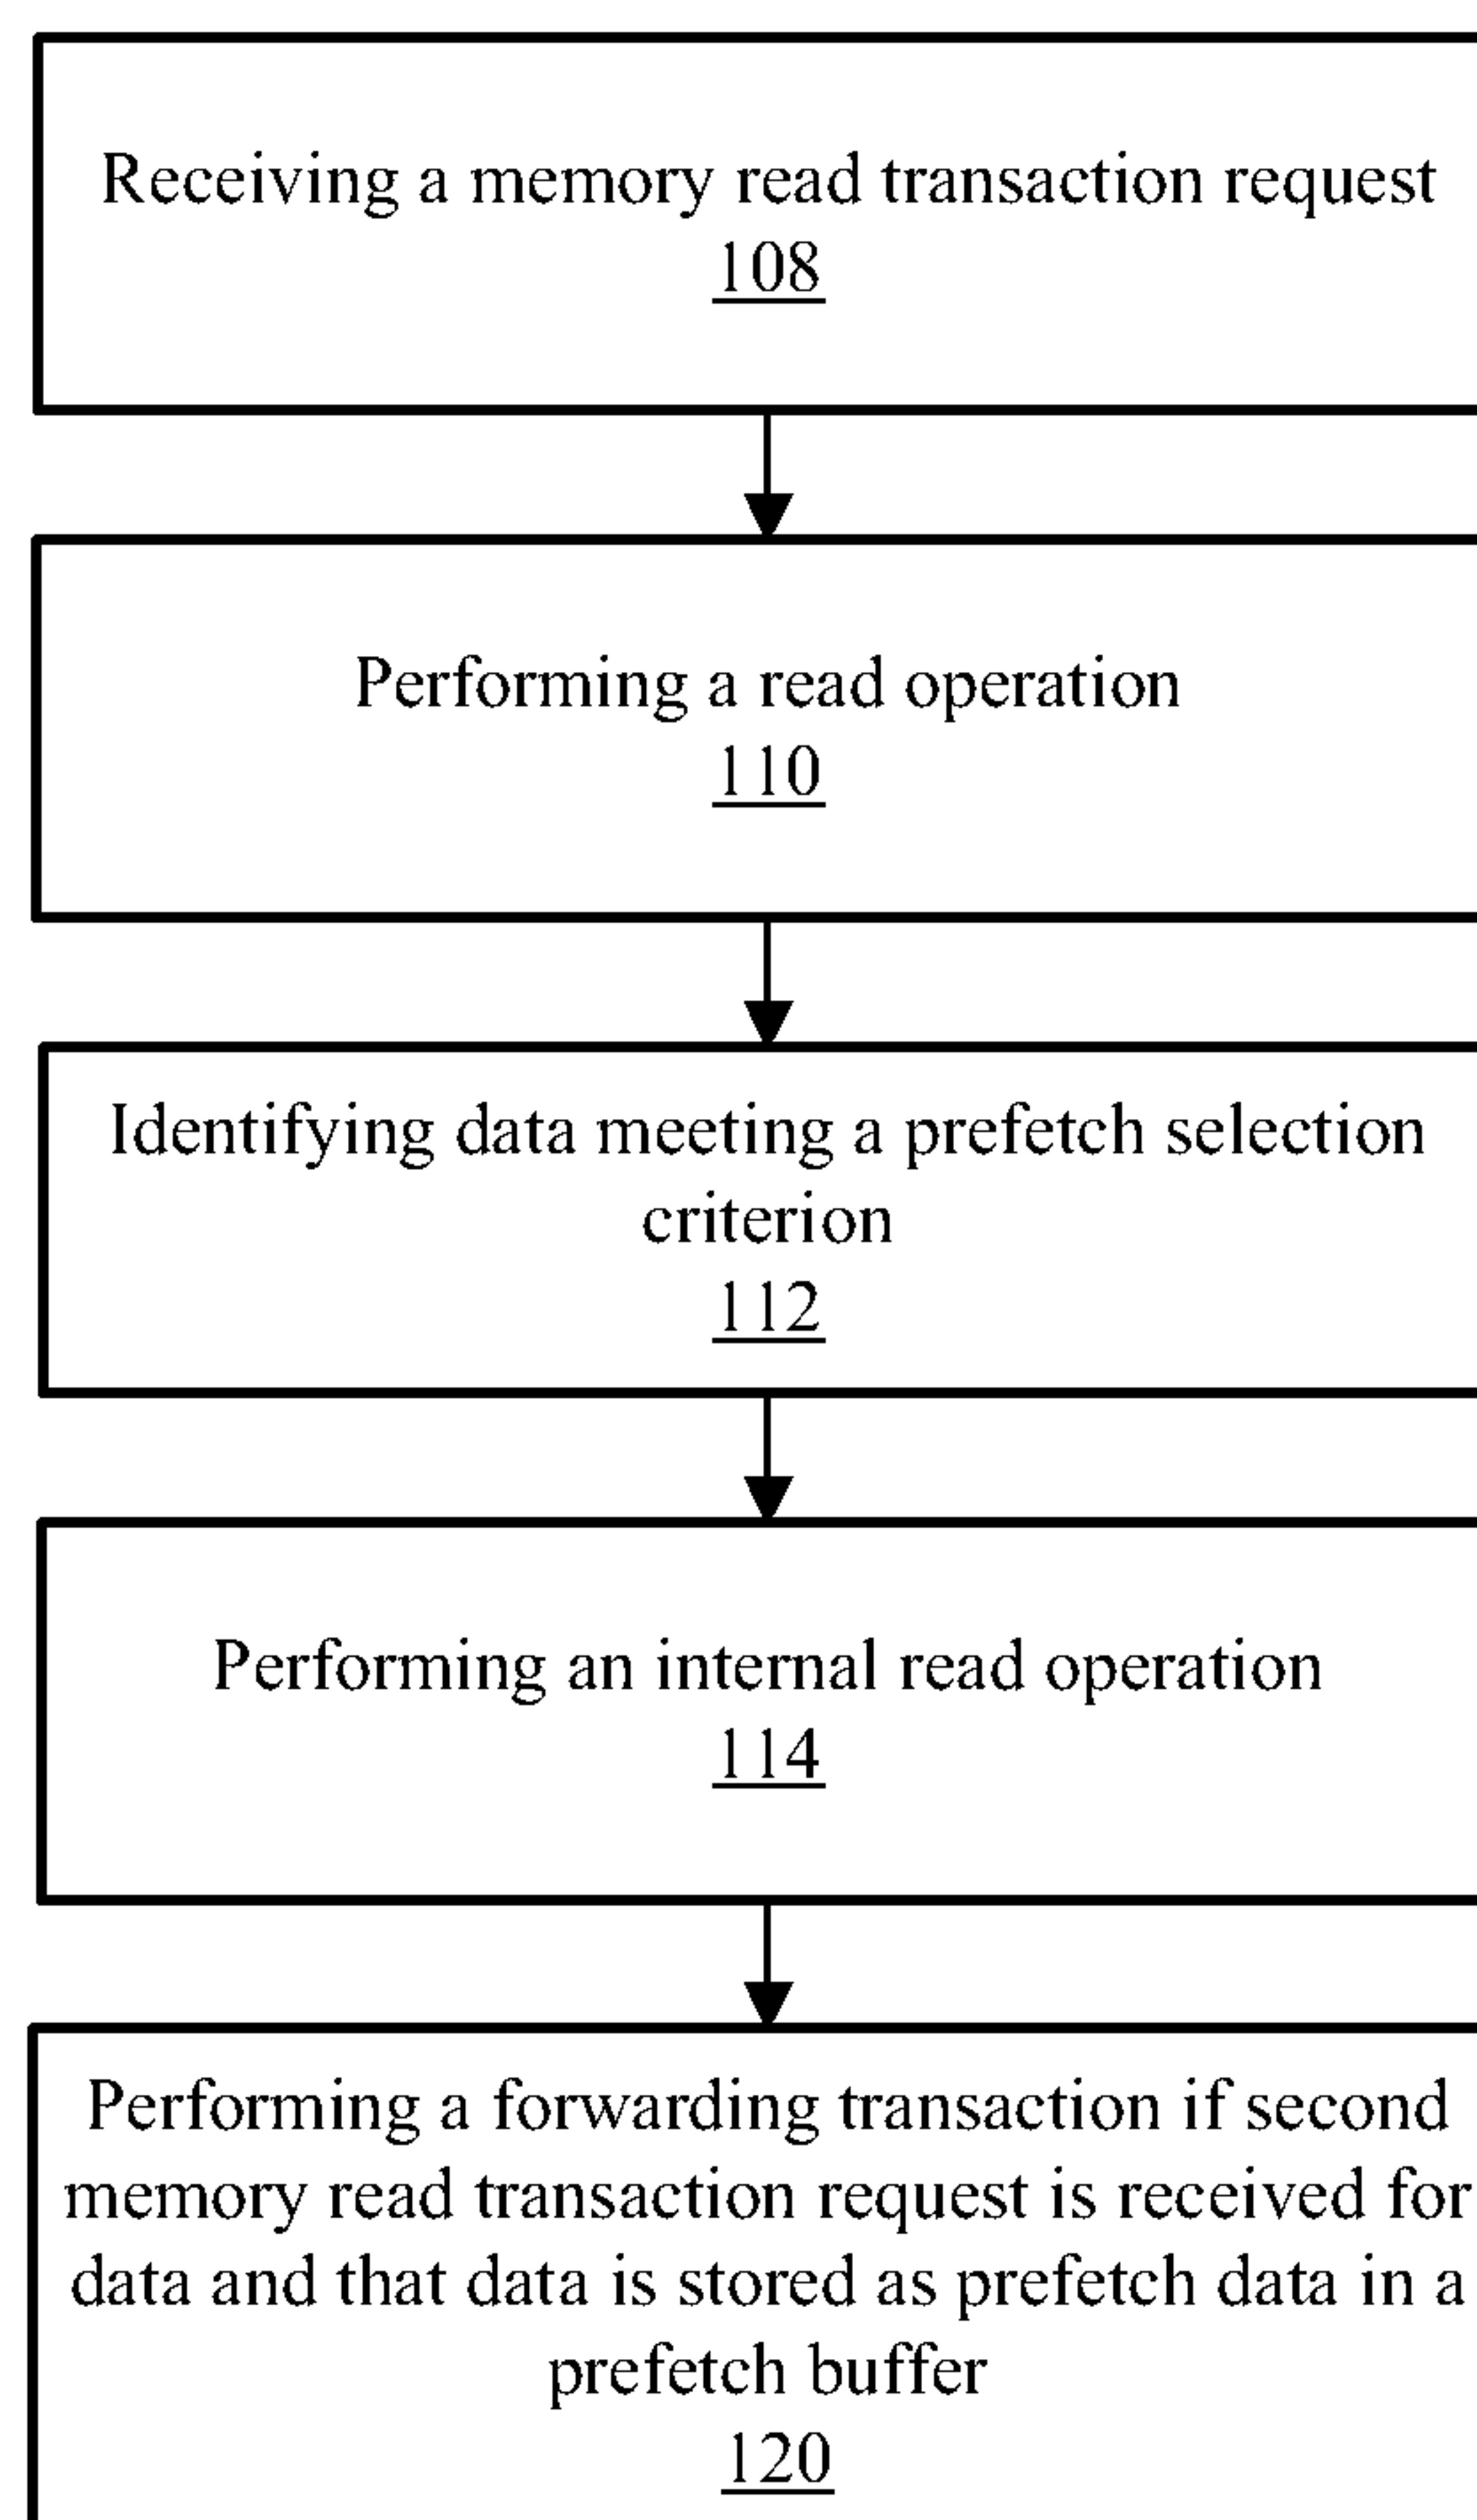 Receiving a memory read transaction request
108
Performing a read operation
110
Identifying data meeting a prefetch selection
criterion
112
Performing an internal read operation
114
Performing a forwarding transaction if second
memory read transaction request is received for
data and that data is stored as prefetch data in a
prefetch buffer
120